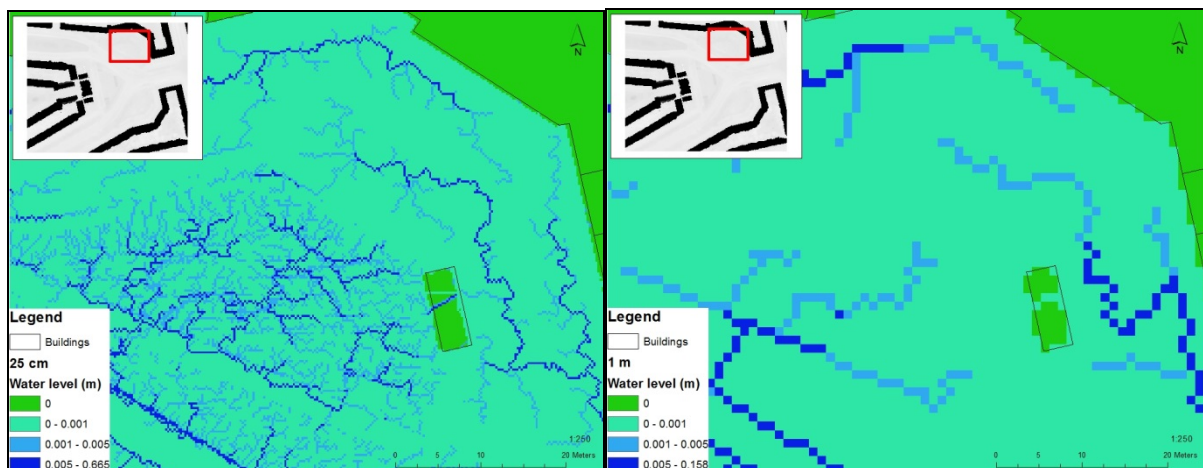 N
Legend
Buildings
25 cm
Water level (m)
0
0 - 0.001
0.001 - 0.005
0.005 - 0.665
1:250
0 5 10 20 Meters
N
Legend
Buildings
1 m
Water level (m)
0
0 - 0.001
0.001 - 0.005
0.005 - 0.158
1:250
0 5 10 20 Meters